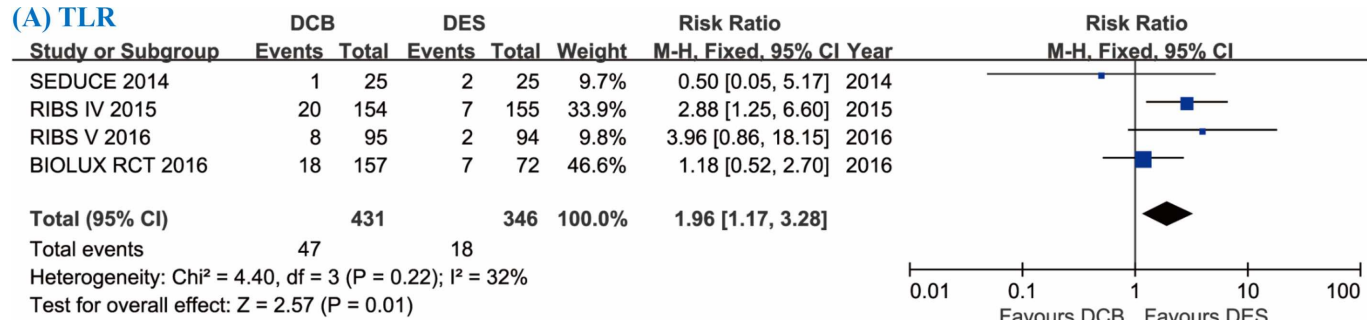 (A) TLR
DCB DES Risk Ratio Risk Ratio
Study or Subgroup Events Total Events Total Weight M-H, Fixed, 95% CI Year M-H, Fixed, 95% CI
SEDUCE 2014 1 25 2 25 9.7% 0.50 [0.05, 5.17] 2014
RIBS IV 2015 20 154 7 155 33.9% 2.88 [1.25, 6.60] 2015
RIBS V 2016 8 95 2 94 9.8% 3.96 [0.86, 18.15] 2016
BIOLUX RCT 2016 18 157 7 72 46.6% 1.18 [0.52, 2.70] 2016
Total (95% CI) 431 346 100.0% 1.96 [1.17, 3.28]
Total events 47 18
Heterogeneity: Chi² = 4.40, df = 3 (P = 0.22); I² = 32%
Test for overall effect: Z = 2.57 (P = 0.01)
0.01 0.1 1 10 100
Favours DCB Favours DES